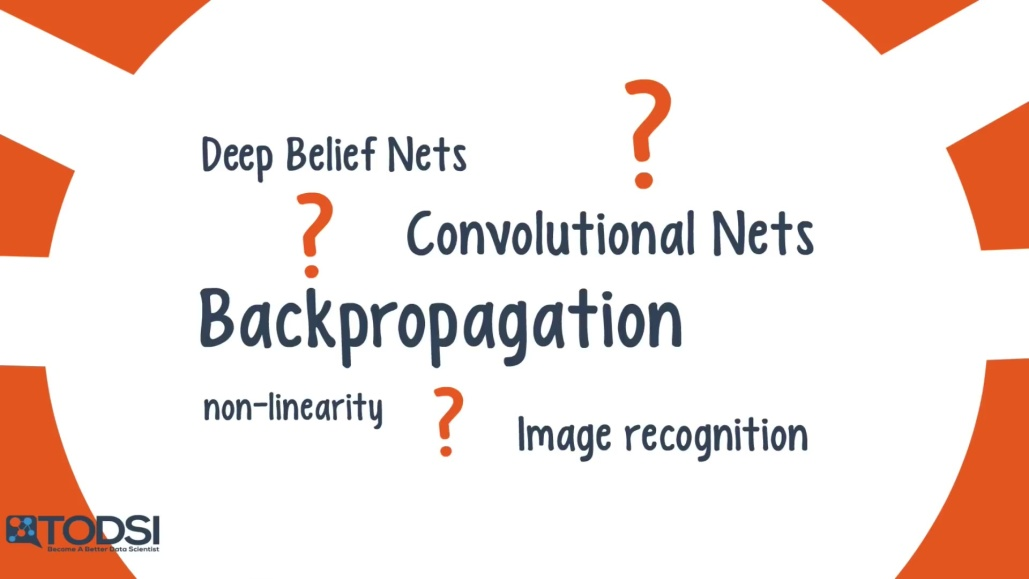 Deep Belief Nets
?
?
Convolutional Nets
Backpropagation
non-linearity
?
Image recognition
TODSI
Become A Better Data Scientist